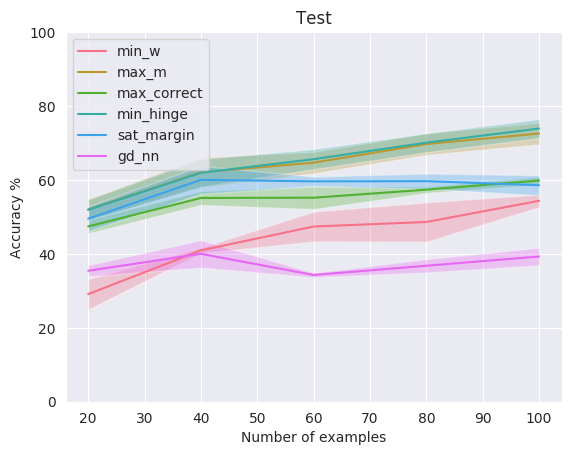 Test
100
80
60
40
20
0
Accuracy %
min_w
max_m
max_correct
min_hinge
sat_margin
gd_nn
20 30 40 50 60 70 80 90 100
Number of examples